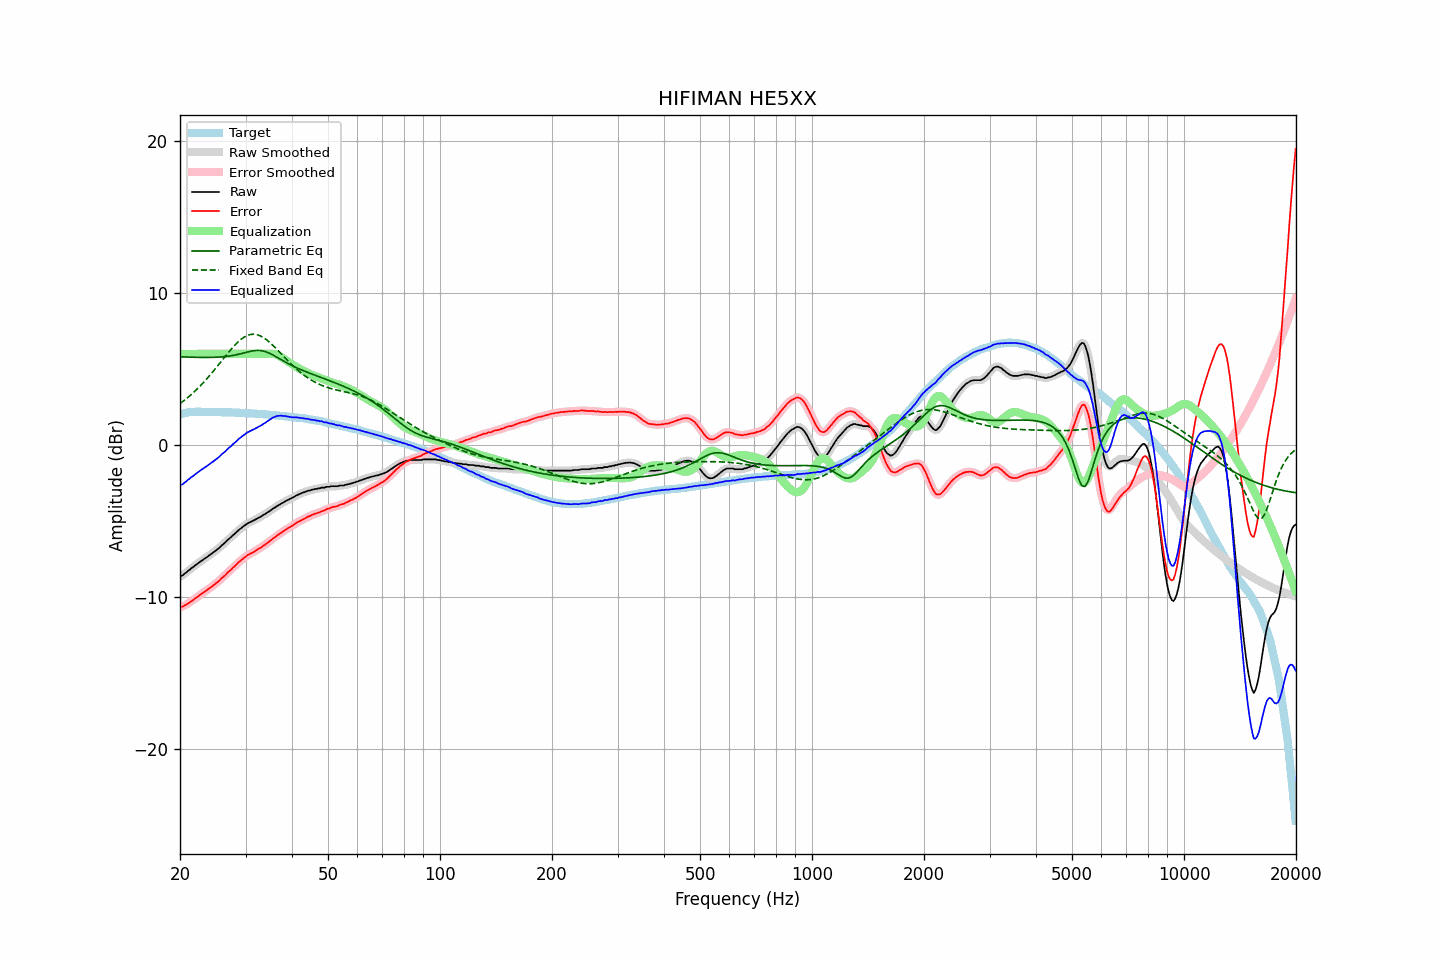 HIFIMAN HE5XX
Target
Raw Smoothed
Error Smoothed
Raw
Error
Equalization
Parametric Eq
Fixed Band Eq
Equalized
20
10
0
−10
−20
Amplitude (dBr)
20
50
100
200
500
1000
2000
5000
10000
20000
Frequency (Hz)